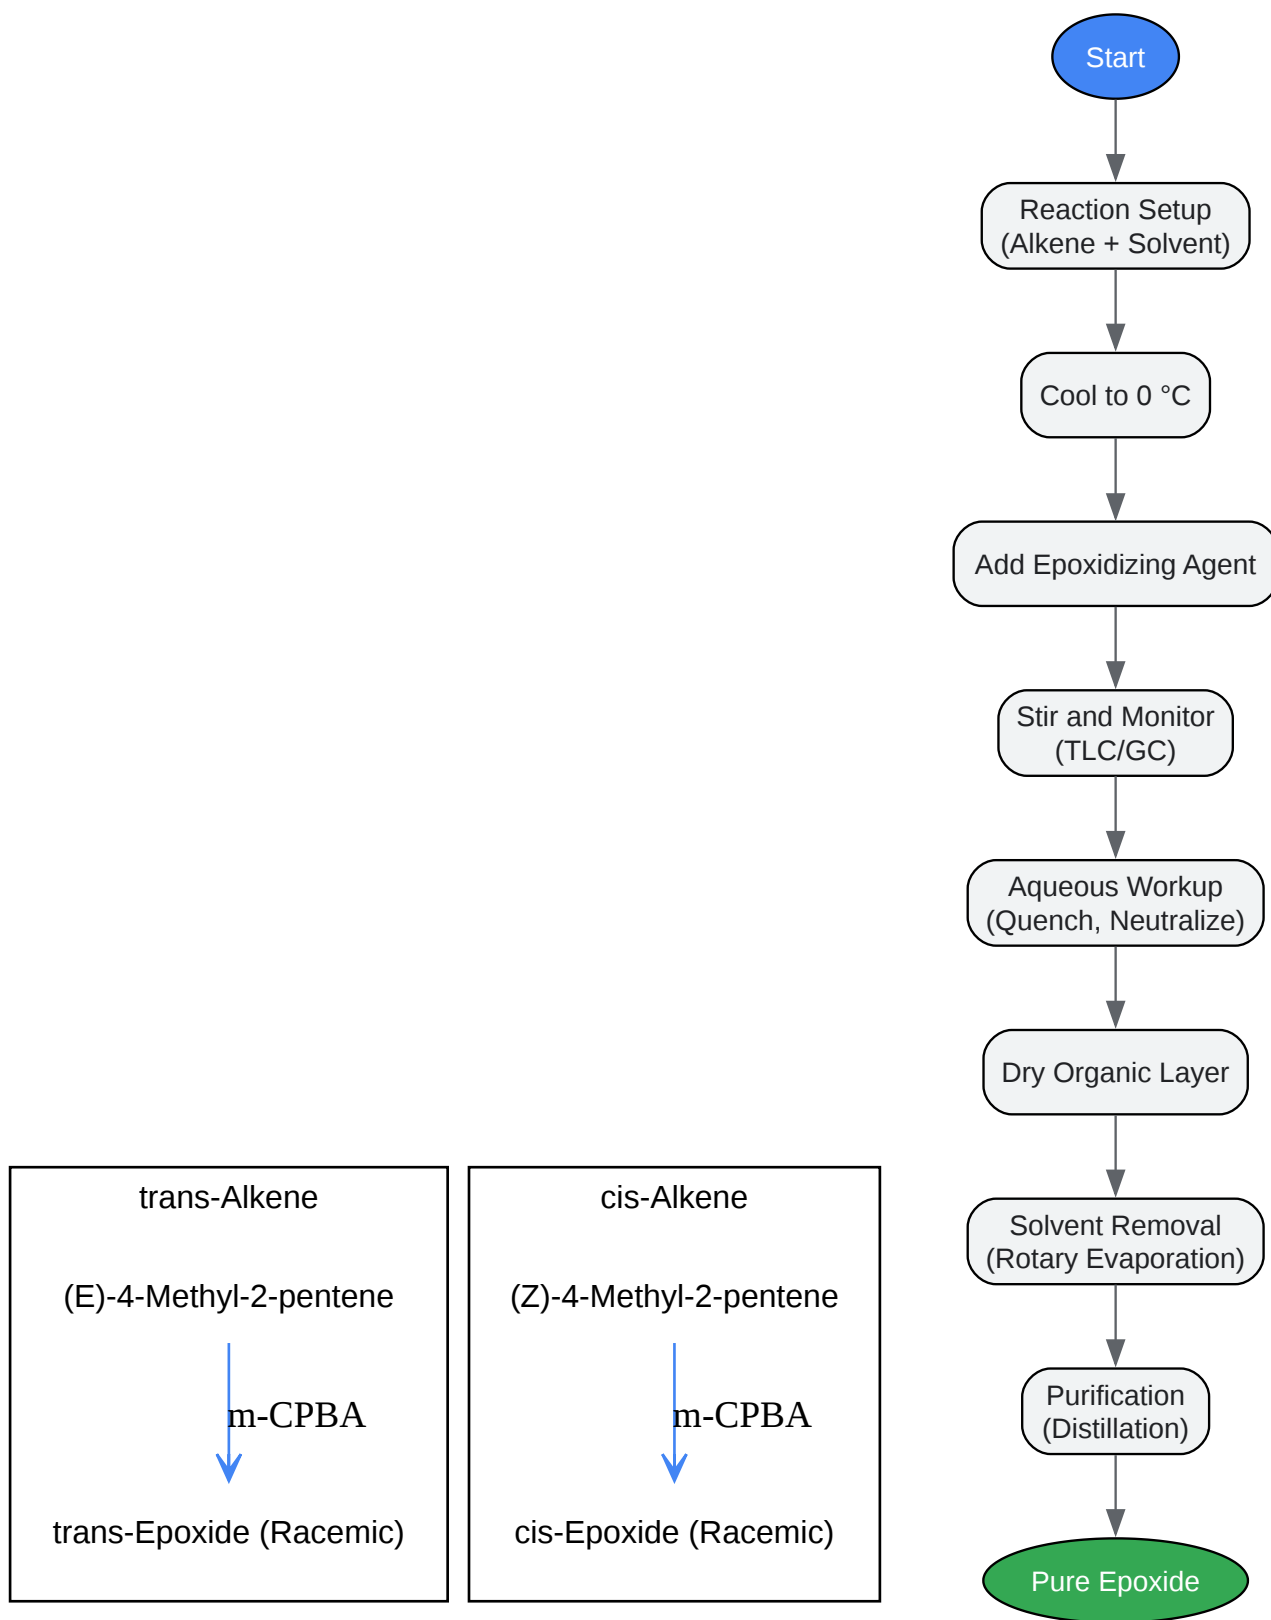 Start
Reaction Setup
(Alkene + Solvent)
Cool to 0 °C
Add Epoxidizing Agent
Stir and Monitor
(TLC/GC)
Aqueous Workup
(Quench, Neutralize)
Dry Organic Layer
Solvent Removal
(Rotary Evaporation)
Purification
(Distillation)
Pure Epoxide
trans-Alkene
(E)-4-Methyl-2-pentene
m-CPBA
trans-Epoxide (Racemic)
cis-Alkene
(Z)-4-Methyl-2-pentene
m-CPBA
cis-Epoxide (Racemic)